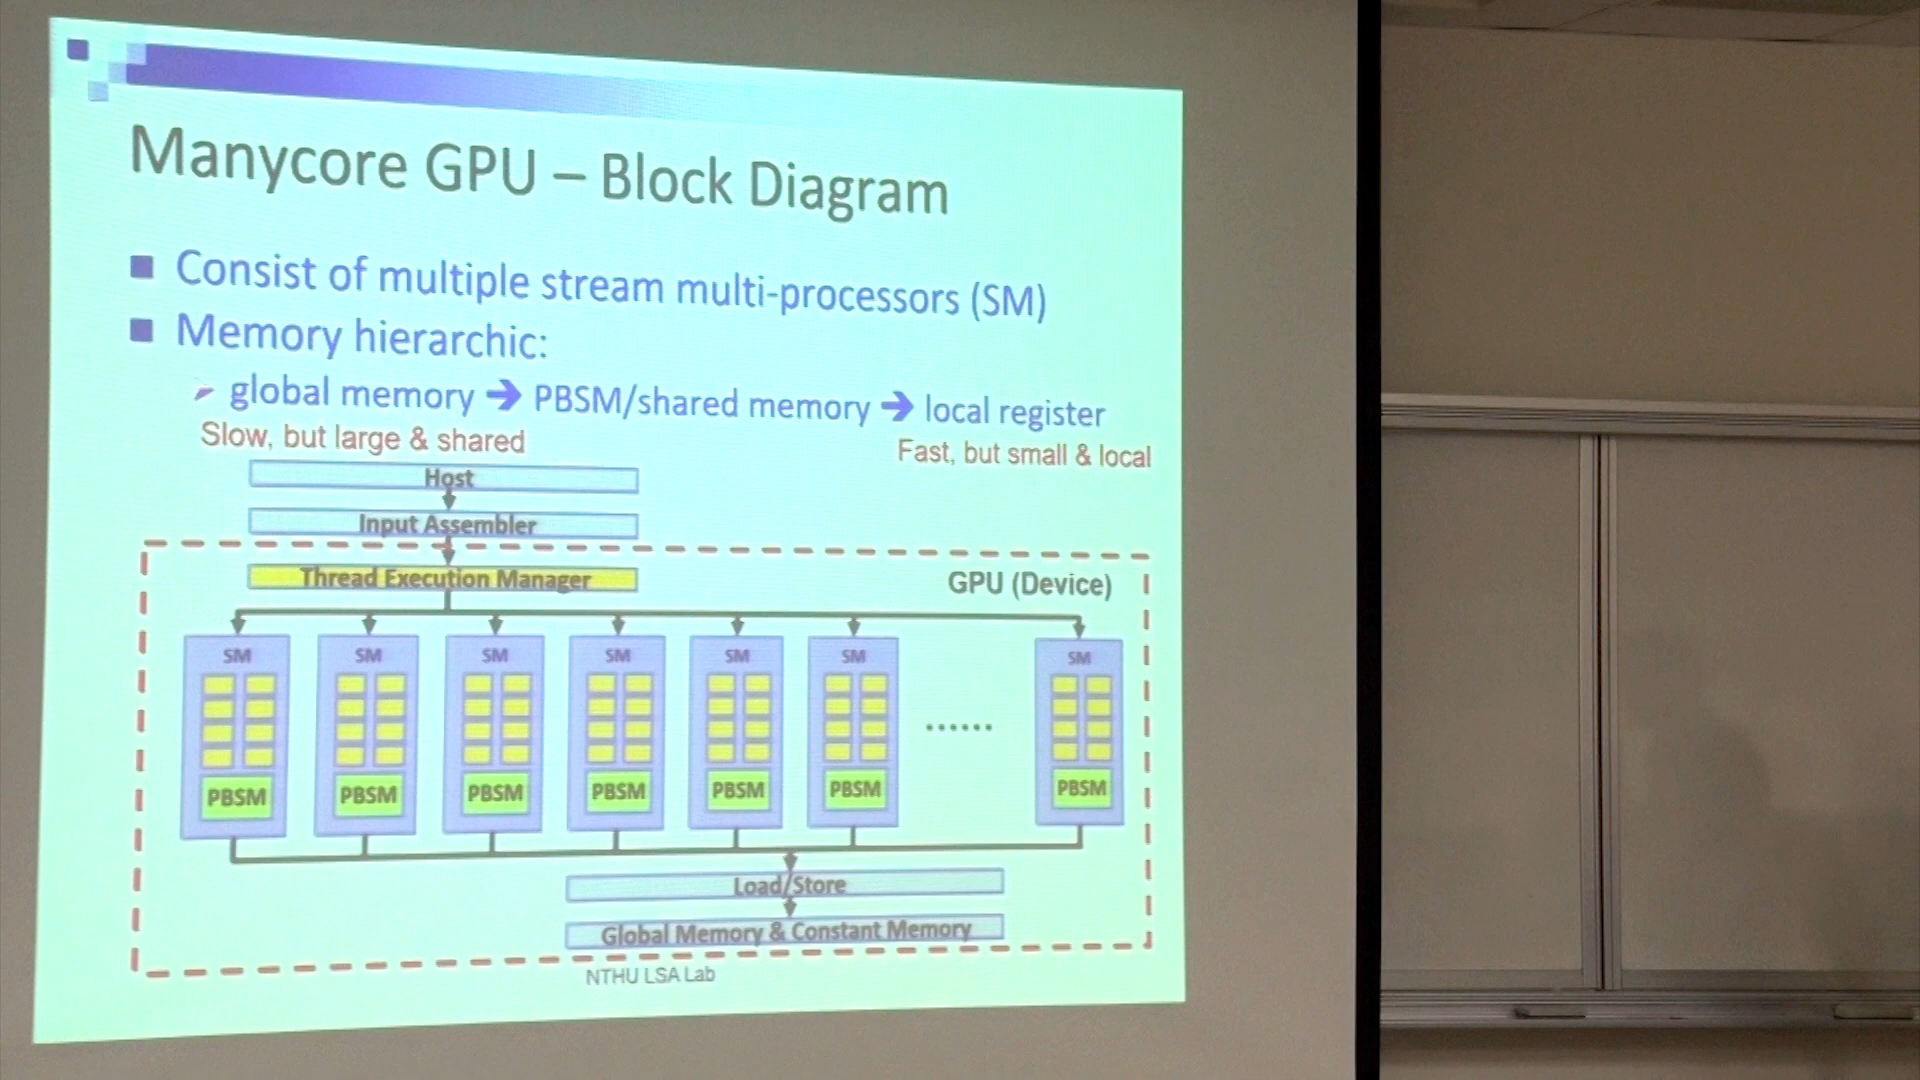 Manycore GPU – Block Diagram
Consist of multiple stream multi-processors (SM)
Memory hierarchic:
global memory ➔ PBSM/shared memory ➔ local register
Slow, but large & shared
Fast, but small & local
Host
Input Assembler
Thread Execution Manager
GPU (Device)
SM SM SM SM SM SM SM
......
PBSM PBSM PBSM PBSM PBSM PBSM PBSM
Load/Store
Global Memory & Constant Memory
NTHU LSA Lab